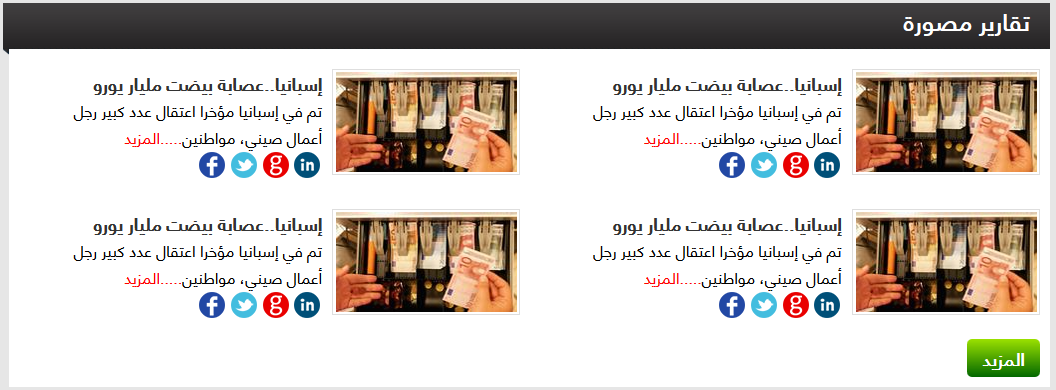 تقارير مصورة
إسبانيا..عصابة بيضت مليار يورو
تم في إسبانيا مؤخرا اعتقال عدد كبير رجل
أعمال صيني، مواطنين.....المزيد
إسبانيا..عصابة بيضت مليار يورو
تم في إسبانيا مؤخرا اعتقال عدد كبير رجل
أعمال صيني، مواطنين.....المزيد
إسبانيا..عصابة بيضت مليار يورو
تم في إسبانيا مؤخرا اعتقال عدد كبير رجل
أعمال صيني، مواطنين.....المزيد
إسبانيا..عصابة بيضت مليار يورو
تم في إسبانيا مؤخرا اعتقال عدد كبير رجل
أعمال صيني، مواطنين.....المزيد
المزيد